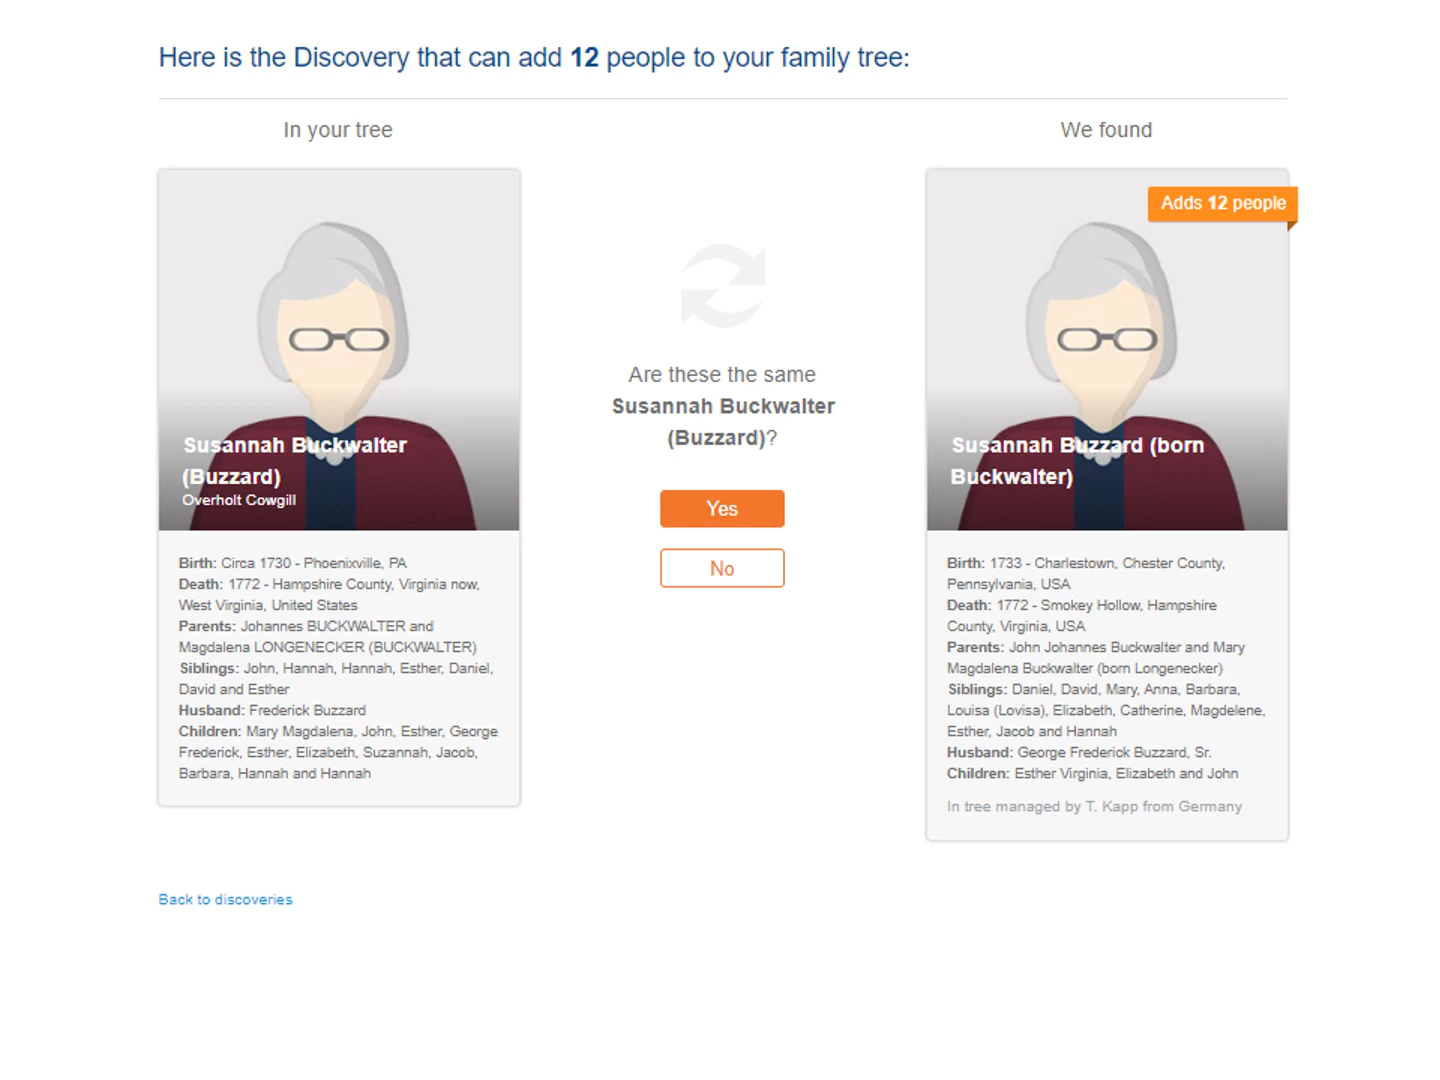 Here is the Discovery that can add 12 people to your family tree:
In your tree
We found
Susannah Buckwalter
(Buzzard)
Overholt Cowgill
Birth: Circa 1730 - Phoenixville, PA
Death: 1772 - Hampshire County, Virginia now,
West Virginia, United States
Parents: Johannes BUCKWALTER and
Magdalena LONGENECKER (BUCKWALTER)
Siblings: John, Hannah, Hannah, Esther, Daniel,
David and Esther
Husband: Frederick Buzzard
Children: Mary Magdalena, John, Esther, George
Frederick, Esther, Elizabeth, Suzannah, Jacob,
Barbara, Hannah and Hannah
Are these the same
Susannah Buckwalter
(Buzzard)?
Yes
No
Adds 12 people
Susannah Buzzard (born
Buckwalter)
Birth: 1733 - Charlestown, Chester County,
Pennsylvania, USA
Death: 1772 - Smokey Hollow, Hampshire
County, Virginia, USA
Parents: John Johannes Buckwalter and Mary
Magdalena Buckwalter (born Longenecker)
Siblings: Daniel, David, Mary, Anna, Barbara,
Louisa (Lovisa), Elizabeth, Catherine, Magdelene,
Esther, Jacob and Hannah
Husband: George Frederick Buzzard, Sr.
Children: Esther Virginia, Elizabeth and John
In tree managed by T. Kapp from Germany
Back to discoveries